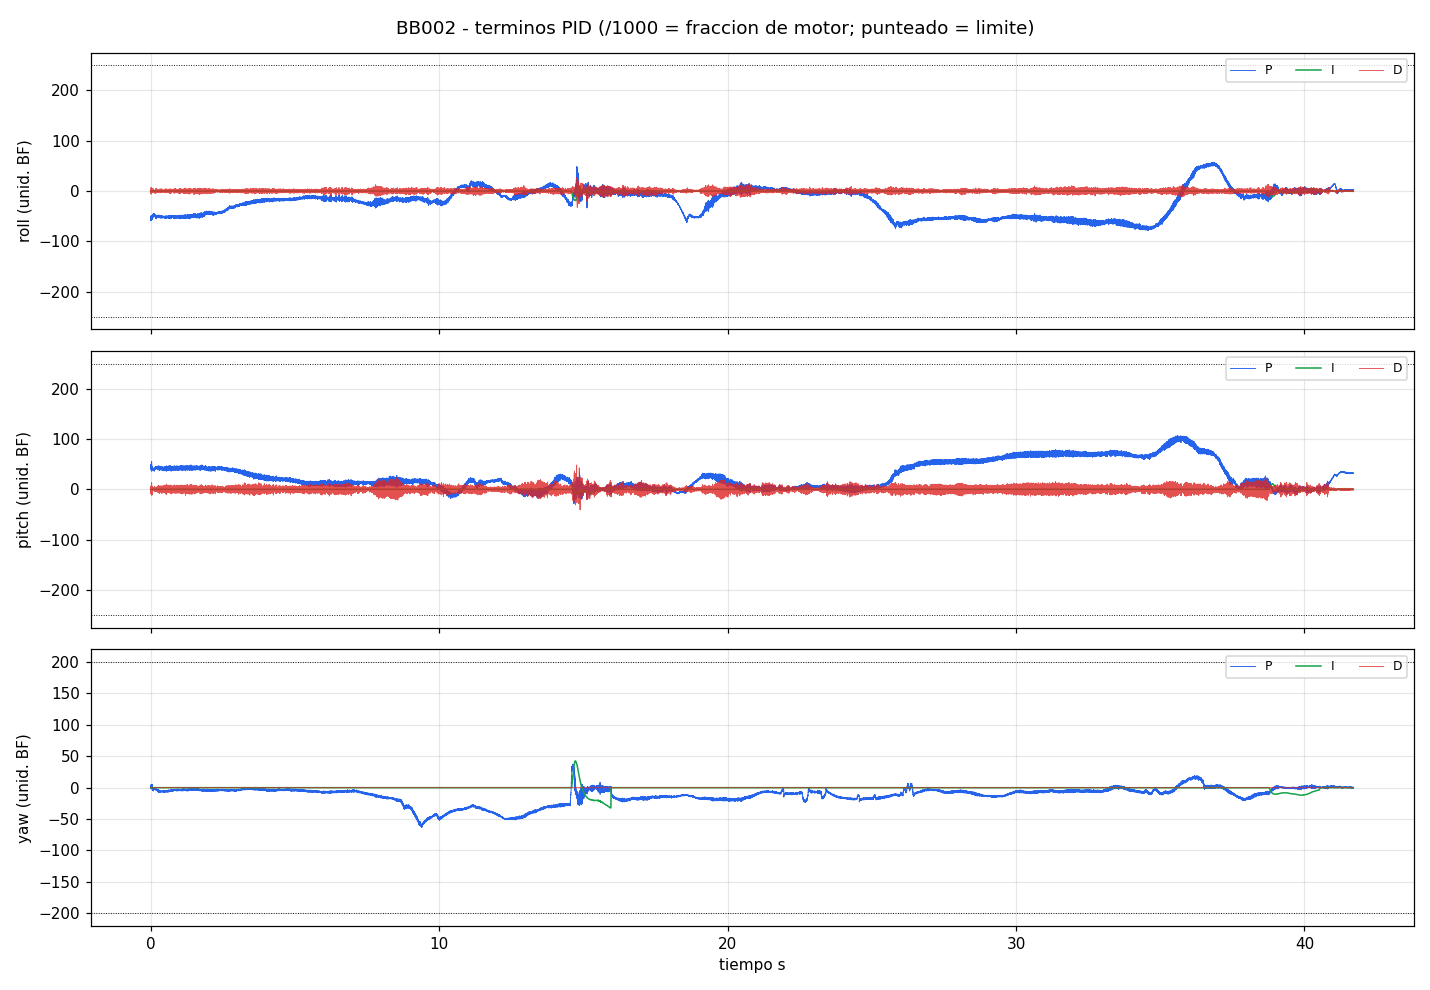 BB002 - terminos PID (/1000 = fraccion de motor; punteado = limite)
P I D
200
100
0
−100
−200
roll (unid. BF)
P I D
200
100
0
−100
−200
pitch (unid. BF)
P I D
200
150
100
50
0
−50
−100
−150
−200
yaw (unid. BF)
0 10 20 30 40
tiempo s